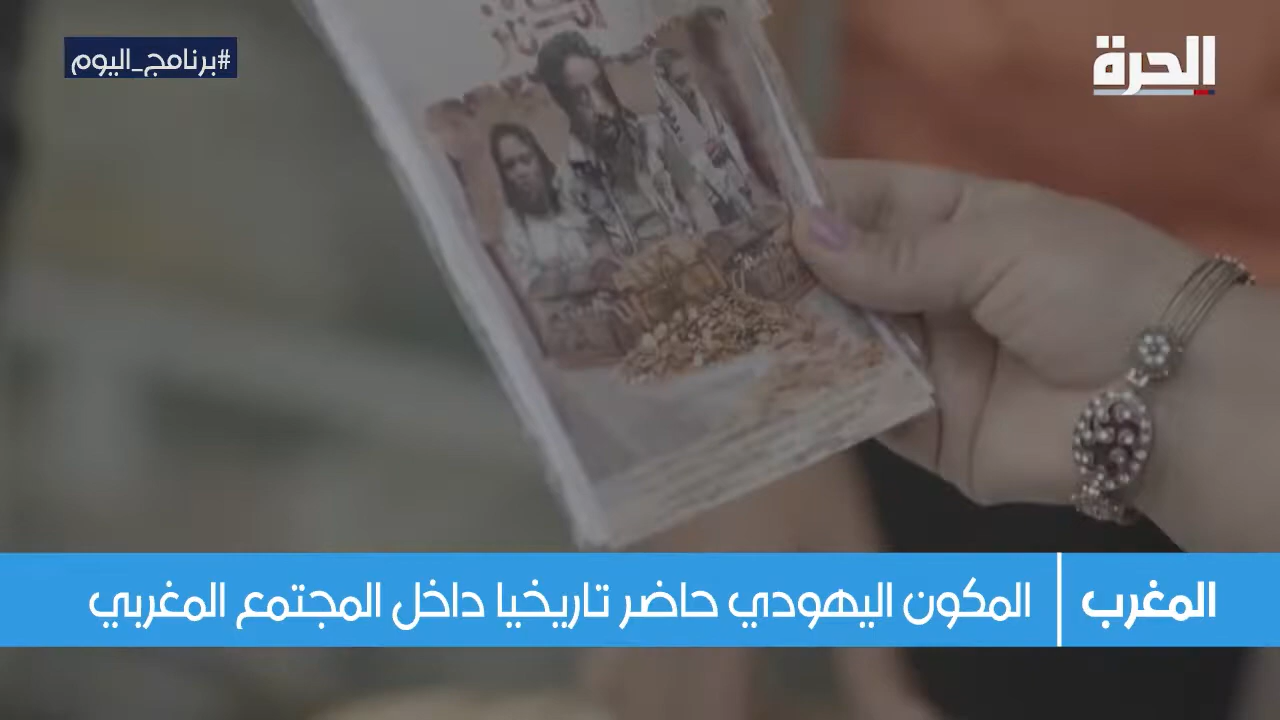 #برنامج_اليوم
الحرة
المغرب
المكون اليهودي حاضر تاريخيا داخل المجتمع المغربي